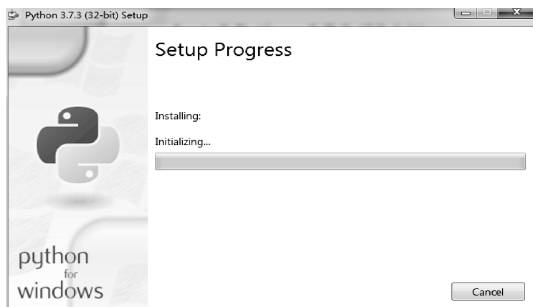 Python 3.7.3 (32-bit) Setup
Setup Progress
Installing:
Initializing...
python
for
windows
Cancel